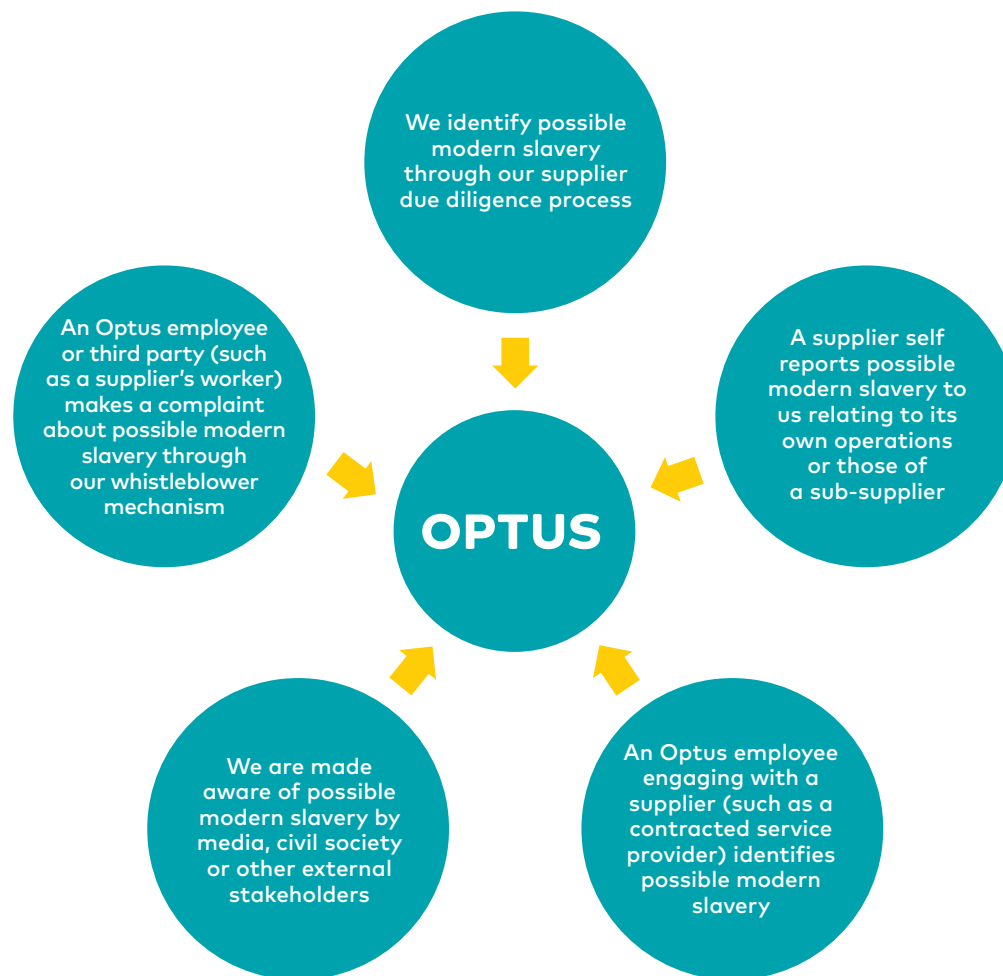 We identify possible
modern slavery
through our supplier
due diligence process
An Optus employee
or third party (such
as a supplier's worker)
makes a complaint
about possible modern
slavery through
our whistleblower
mechanism
A supplier self
reports possible
modern slavery to
us relating to its
own operations
or those of
a sub-supplier
OPTUS
We are made
aware of possible
modern slavery by
media, civil society
or other external
stakeholders
An Optus employee
engaging with a
supplier (such as a
contracted service
provider) identifies
possible modern
slavery